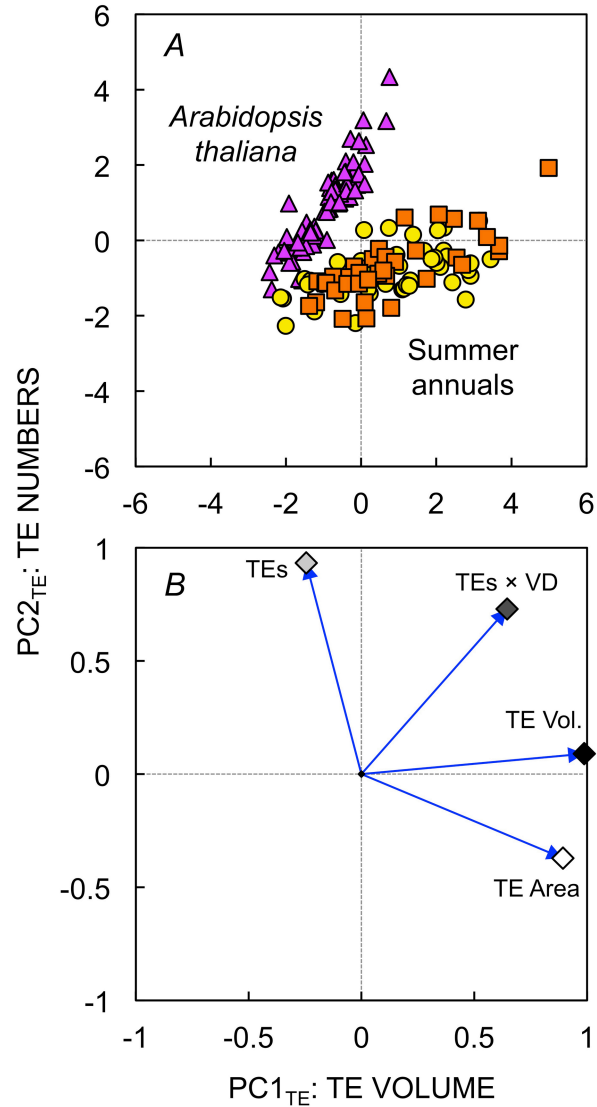 A
Arabidopsis
thaliana
Summer
annuals
6
4
2
0
-2
-4
-6
-6 -4 -2 0 2 4 6
PC2TE: TE NUMBERS
B
TEs
TEs × VD
TE Vol.
TE Area
1
0.5
0
-0.5
-1
-1 -0.5 0 0.5 1
PC1TE: TE VOLUME